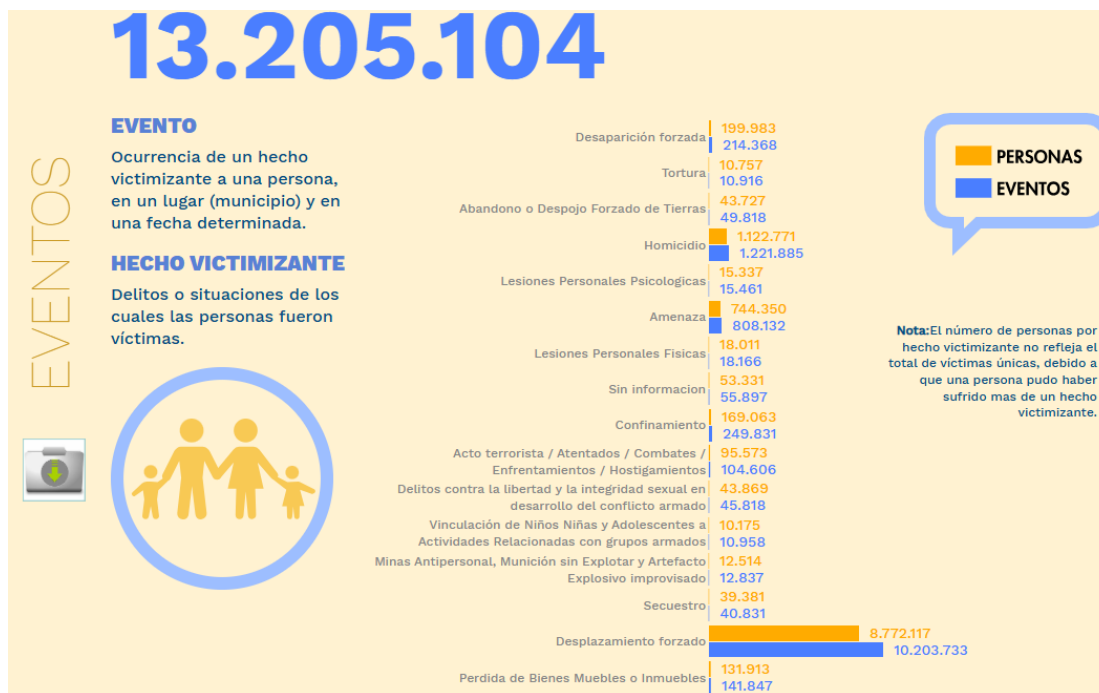 13.205.104
EVENTOS
EVENTO
Ocurrencia de un hecho
victimizante a una persona,
en un lugar (municipio) y en
una fecha determinada.
HECHO VICTIMIZANTE
Delitos o situaciones de los
cuales las personas fueron
víctimas.
Desaparición forzada
199.983
214.368
Tortura
10.757
10.916
Abandono o Despojo Forzado de Tierras
43.727
49.818
Homicidio
1.122.771
1.221.885
Lesiones Personales Psicologicas
15.337
15.461
Amenaza
744.350
808.132
Lesiones Personales Fisicas
18.011
18.166
Sin informacion
53.331
55.897
Confinamiento
169.063
249.831
Acto terrorista / Atentados / Combates /
Enfrentamientos / Hostigamientos
95.573
104.606
Delitos contra la libertad y la integridad sexual en
desarrollo del conflicto armado
43.869
45.818
Vinculación de Niños Niñas y Adolescentes a
Actividades Relacionadas con grupos armados
10.175
10.958
Minas Antipersonal, Munición sin Explotar y Artefacto
Explosivo improvisado
12.514
12.837
Secuestro
39.381
40.831
Desplazamiento forzado
8.772.117
10.203.733
Perdida de Bienes Muebles o Inmuebles
131.913
141.847
PERSONAS
EVENTOS
Nota:El número de personas por
hecho victimizante no refleja el
total de víctimas únicas, debido a
que una persona pudo haber
sufrido mas de un hecho
victimizante.